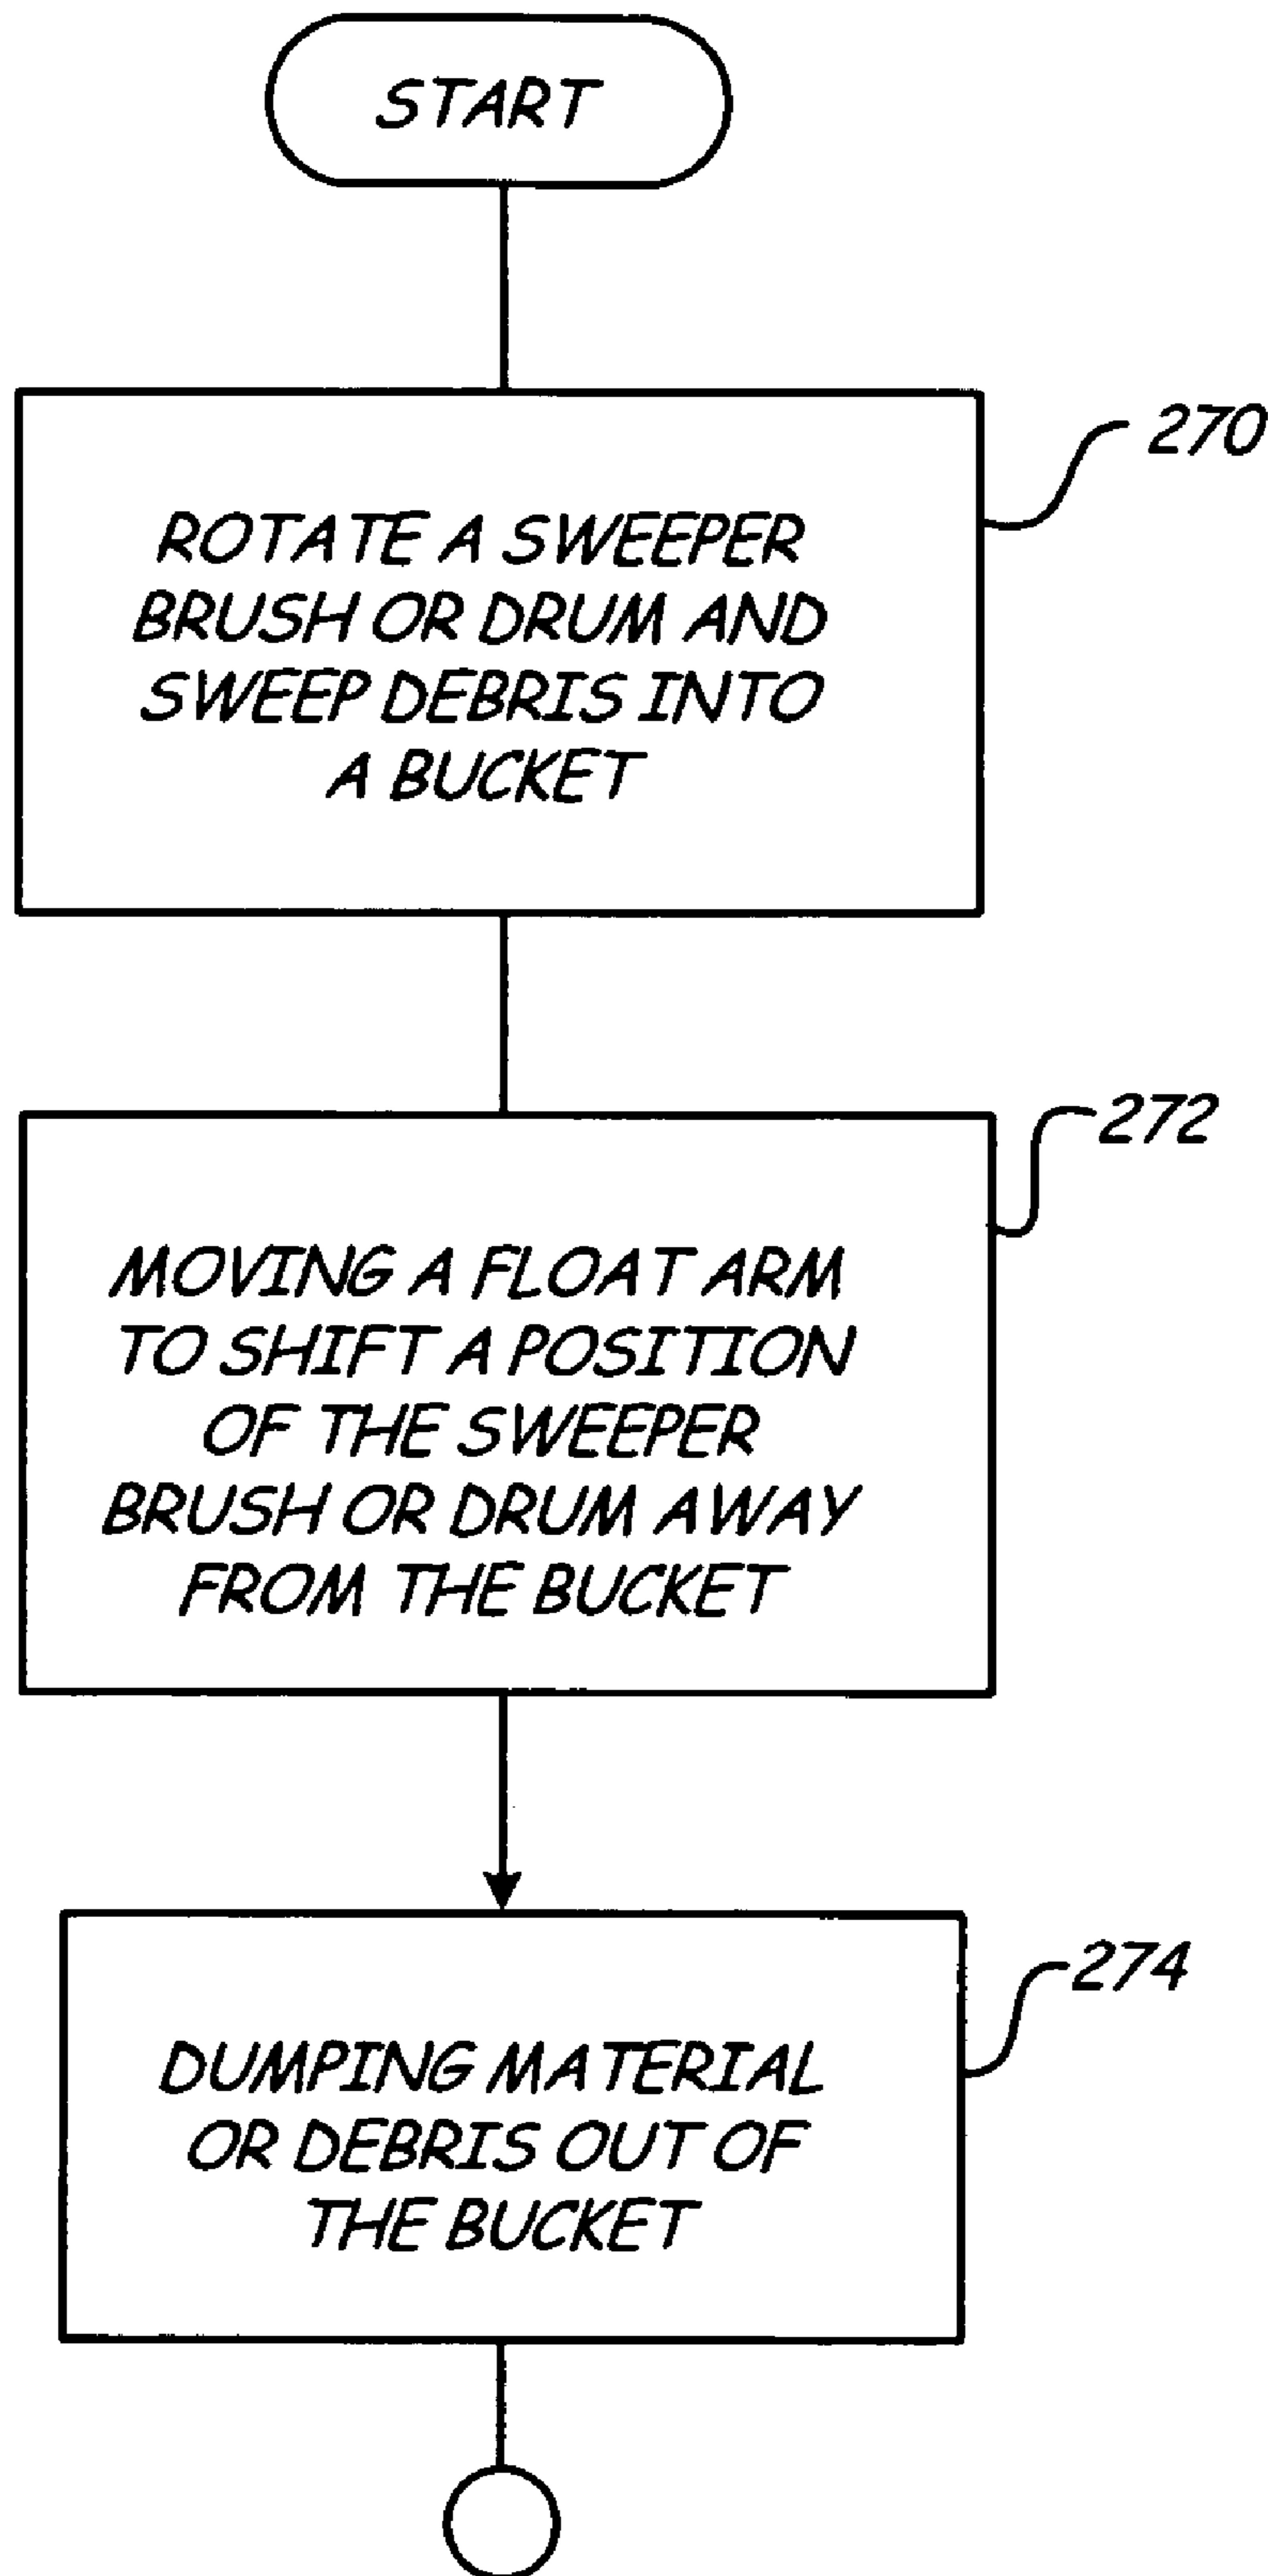 START
270
ROTATE A SWEEPER
BRUSH OR DRUM AND
SWEEP DEBRIS INTO
A BUCKET
272
MOVING A FLOAT ARM
TO SHIFT A POSITION
OF THE SWEEPER
BRUSH OR DRUM AWAY
FROM THE BUCKET
274
DUMPING MATERIAL
OR DEBRIS OUT OF
THE BUCKET